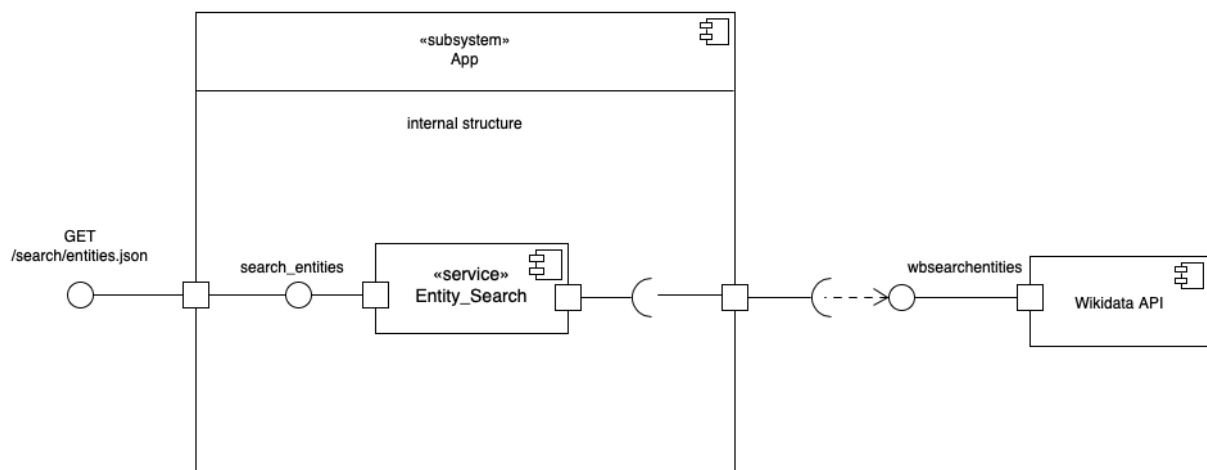 «subsystem»
App
internal structure
GET
/search/entities.json
search_entities
«service»
Entity_Search
wbsearchentities
Wikidata API